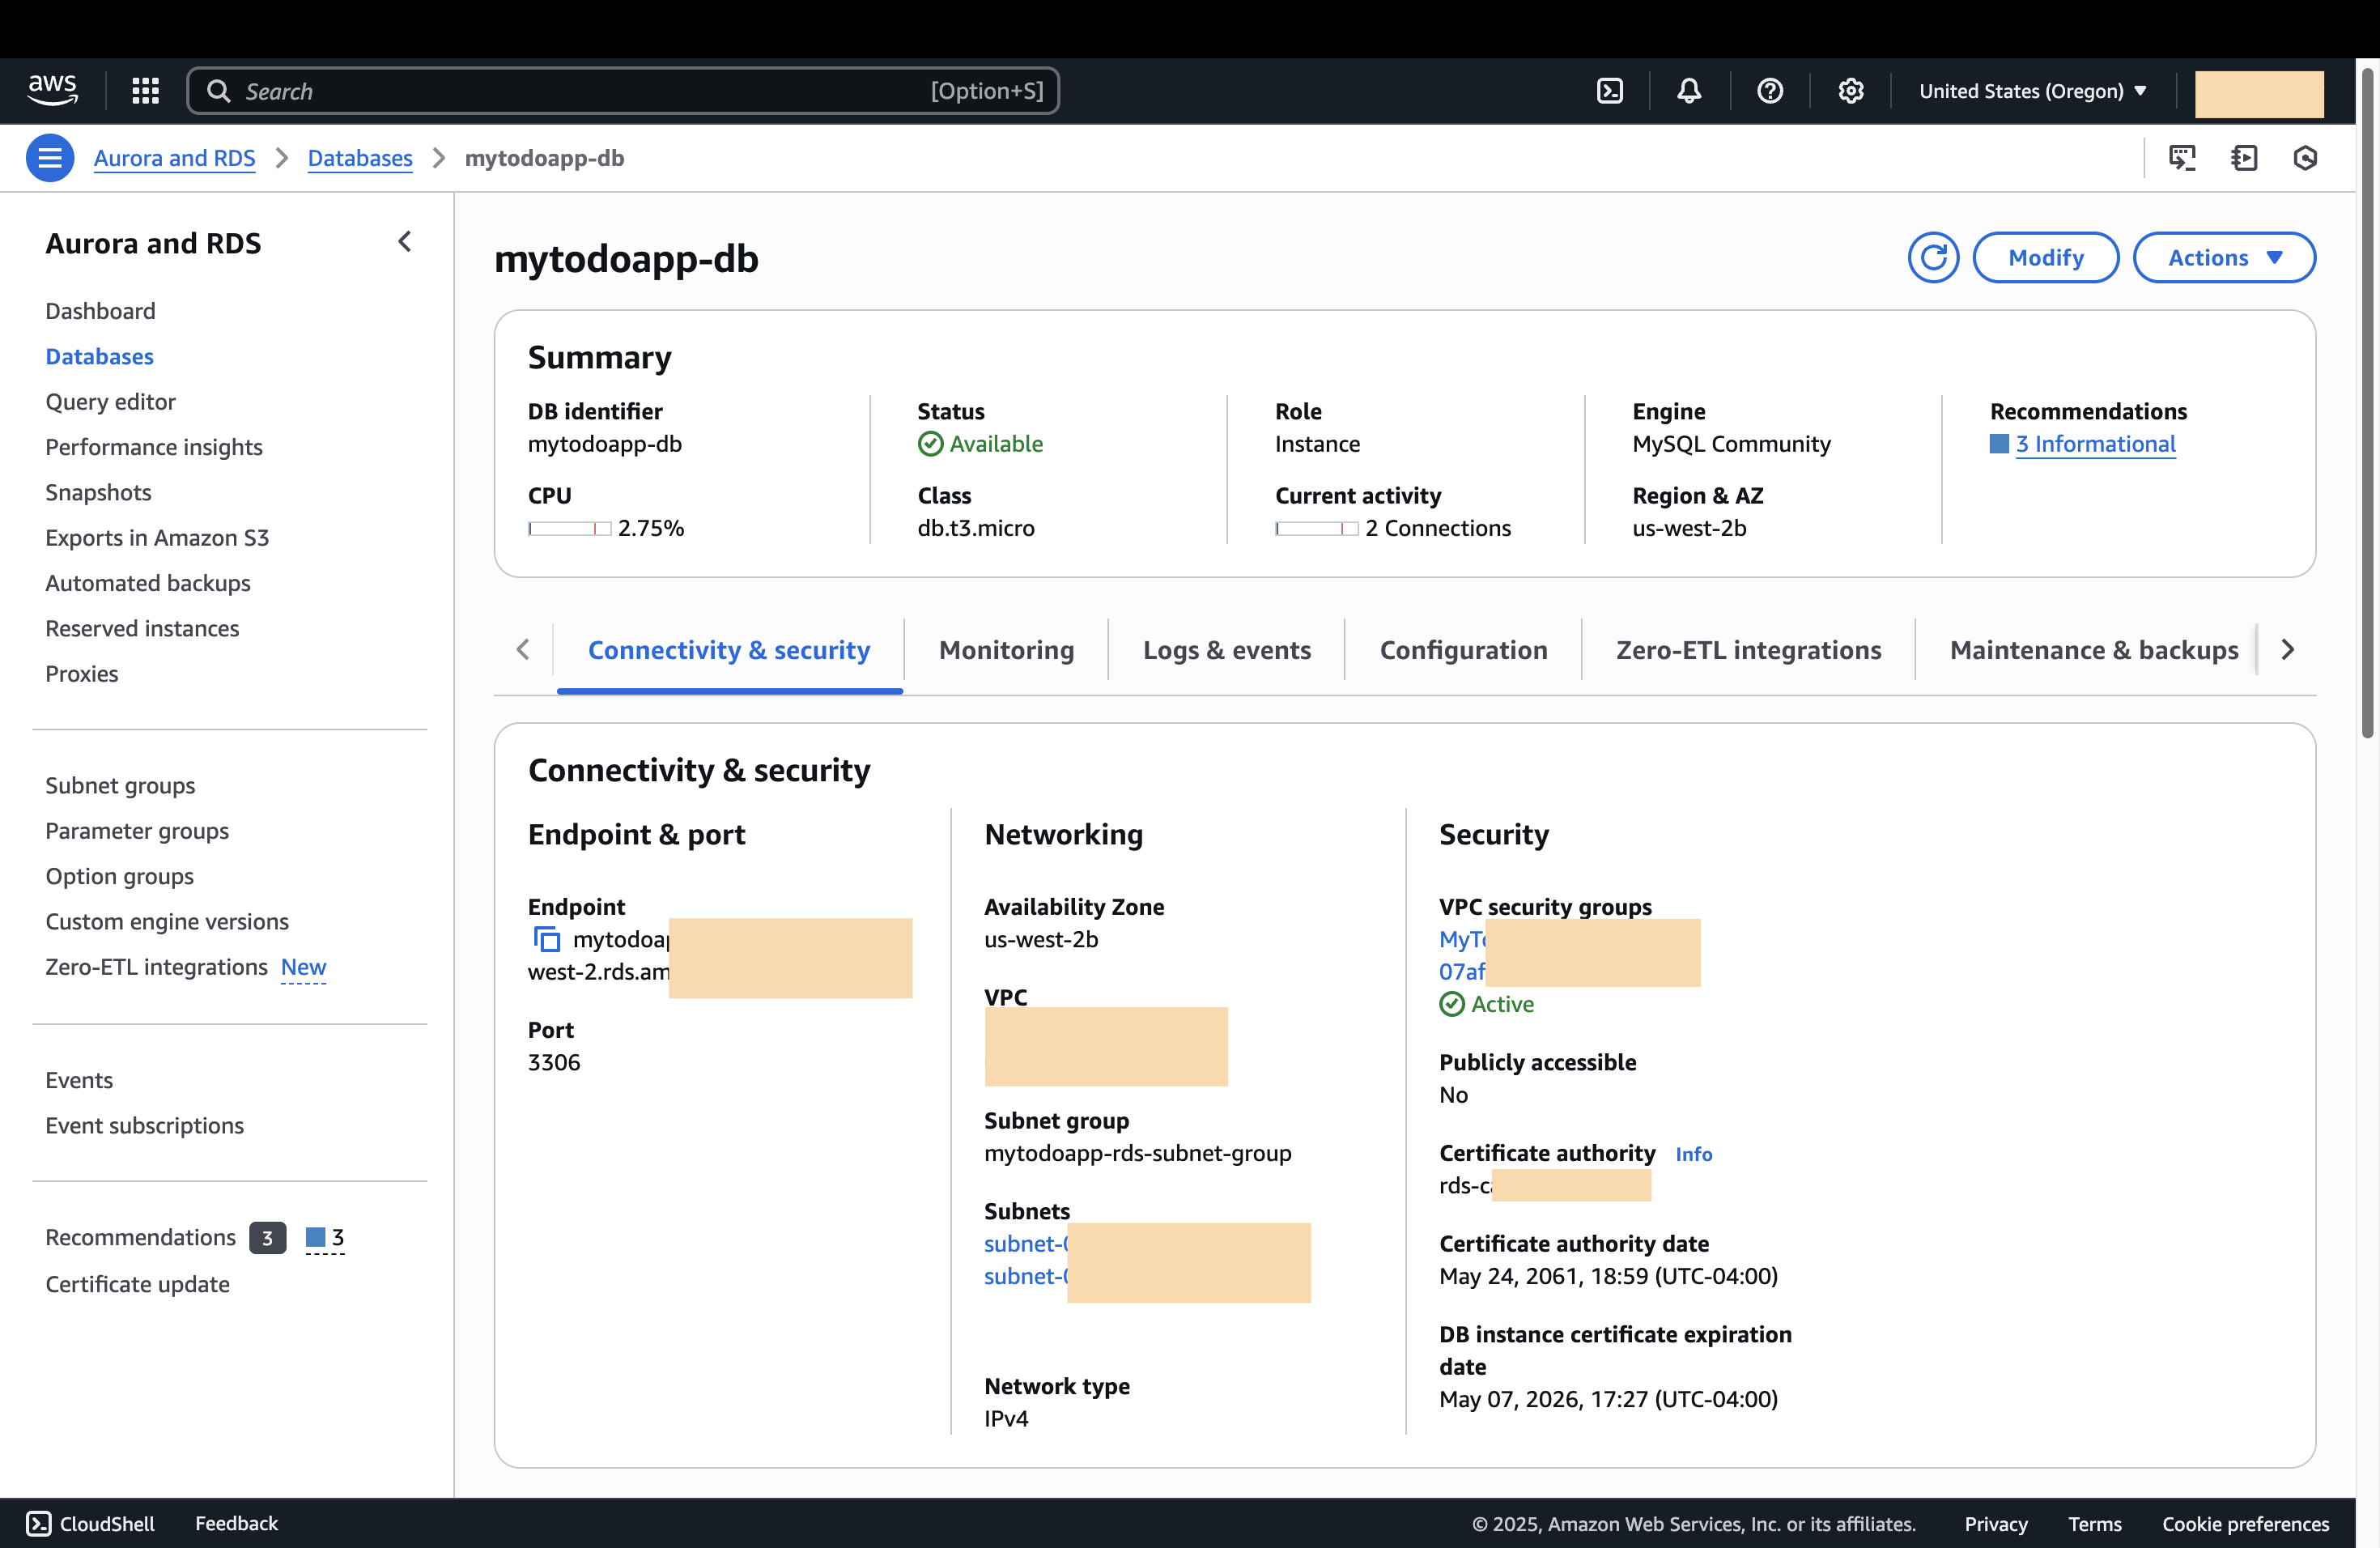 aws
Search [Option+S]
United States (Oregon)
Aurora and RDS
Databases
mytodoapp-db
Aurora and RDS
Dashboard
Databases
Query editor
Performance insights
Snapshots
Exports in Amazon S3
Automated backups
Reserved instances
Proxies
Subnet groups
Parameter groups
Option groups
Custom engine versions
Zero-ETL integrations New
Events
Event subscriptions
Recommendations 3 3
Certificate update
mytodoapp-db
Modify
Actions
Summary
DB identifier
mytodoapp-db
CPU
2.75%
Status
Available
Class
db.t3.micro
Role
Instance
Current activity
2 Connections
Engine
MySQL Community
Region & AZ
us-west-2b
Recommendations
3 Informational
Connectivity & security
Monitoring
Logs & events
Configuration
Zero-ETL integrations
Maintenance & backups
Connectivity & security
Endpoint & port
Endpoint
mytodoa
west-2.rds.am
Port
3306
Networking
Availability Zone
us-west-2b
VPC
Subnet group
mytodoapp-rds-subnet-group
Subnets
subnet-
subnet-
Network type
IPv4
Security
VPC security groups
MyT
07af
Active
Publicly accessible
No
Certificate authority Info
rds-c
Certificate authority date
May 24, 2061, 18:59 (UTC-04:00)
DB instance certificate expiration
date
May 07, 2026, 17:27 (UTC-04:00)
CloudShell
Feedback
© 2025, Amazon Web Services, Inc. or its affiliates.
Privacy
Terms
Cookie preferences